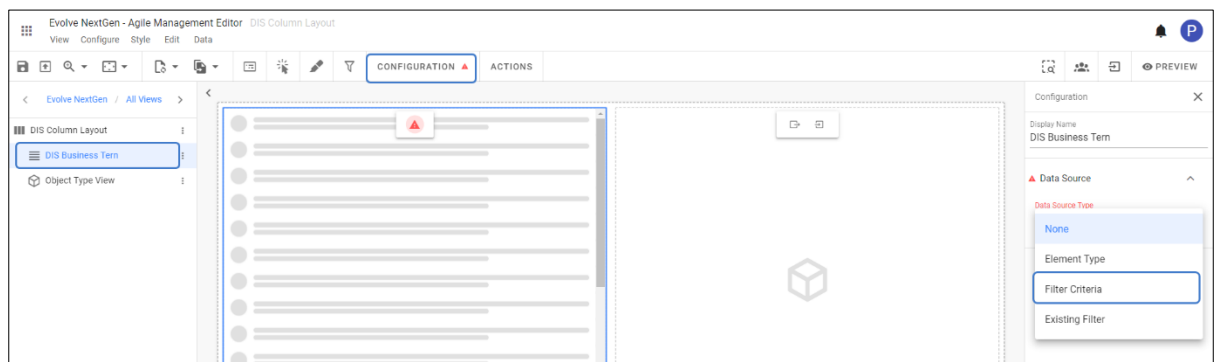 Evolve NextGen - Agile Management Editor DIS Column Layout
View Configure Style Edit Data
P
CONFIGURATION ACTIONS PREVIEW
Evolve NextGen / All Views
DIS Column Layout
DIS Business Tern
Object Type View
Configuration
Display Name
DIS Business Tern
Data Source
Data Source Type
None
Element Type
Filter Criteria
Existing Filter